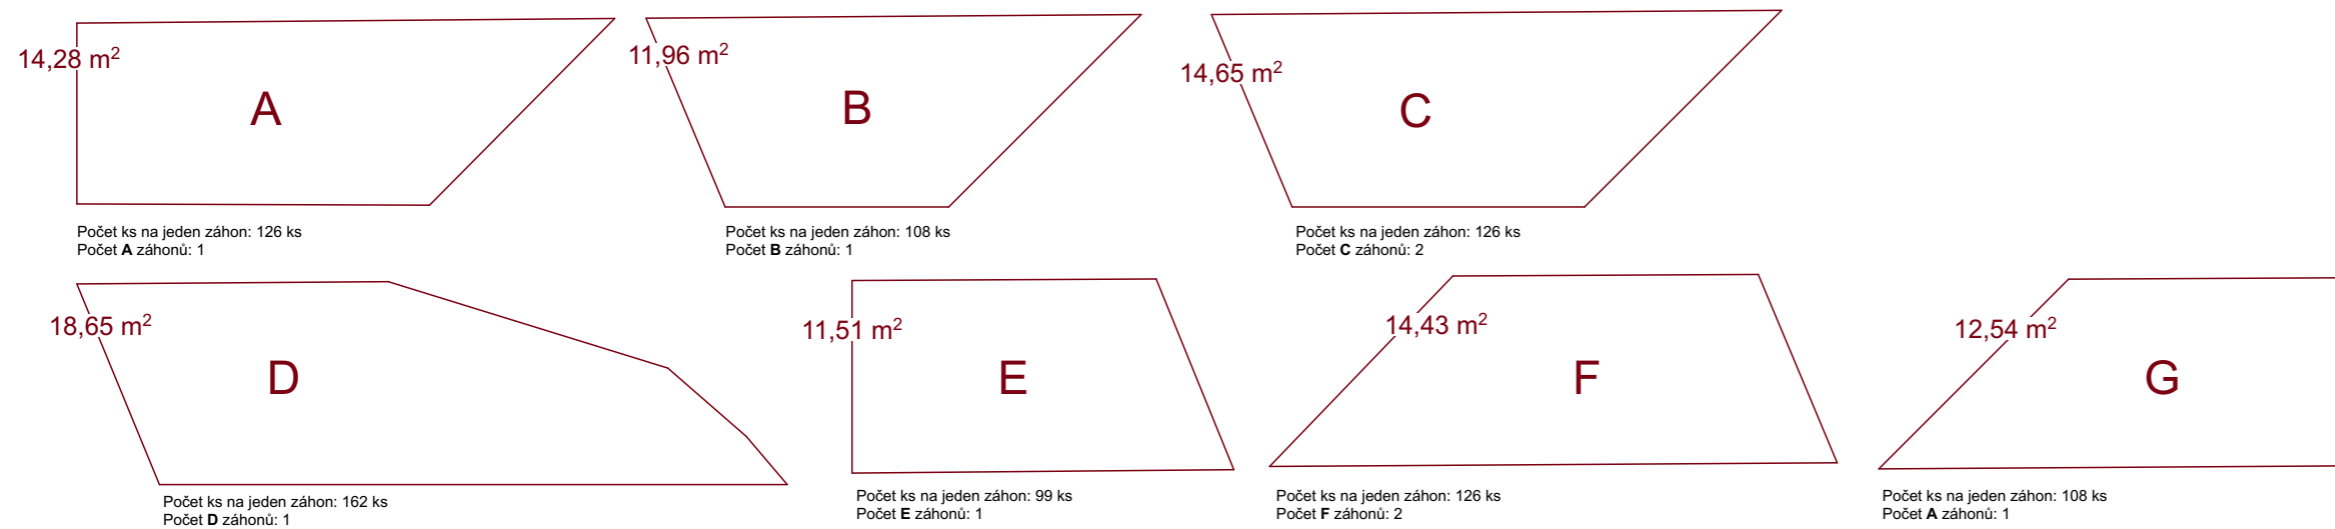 14,28 m²
A
Počet ks na jeden záhon: 126 ks
Počet A záhonů: 1
11,96 m²
B
Počet ks na jeden záhon: 108 ks
Počet B záhonů: 1
14,65 m²
C
Počet ks na jeden záhon: 126 ks
Počet C záhonů: 2
18,65 m²
D
Počet ks na jeden záhon: 162 ks
Počet D záhonů: 1
11,51 m²
E
Počet ks na jeden záhon: 99 ks
Počet E záhonů: 1
14,43 m²
F
Počet ks na jeden záhon: 126 ks
Počet F záhonů: 2
12,54 m²
G
Počet ks na jeden záhon: 108 ks
Počet A záhonů: 1